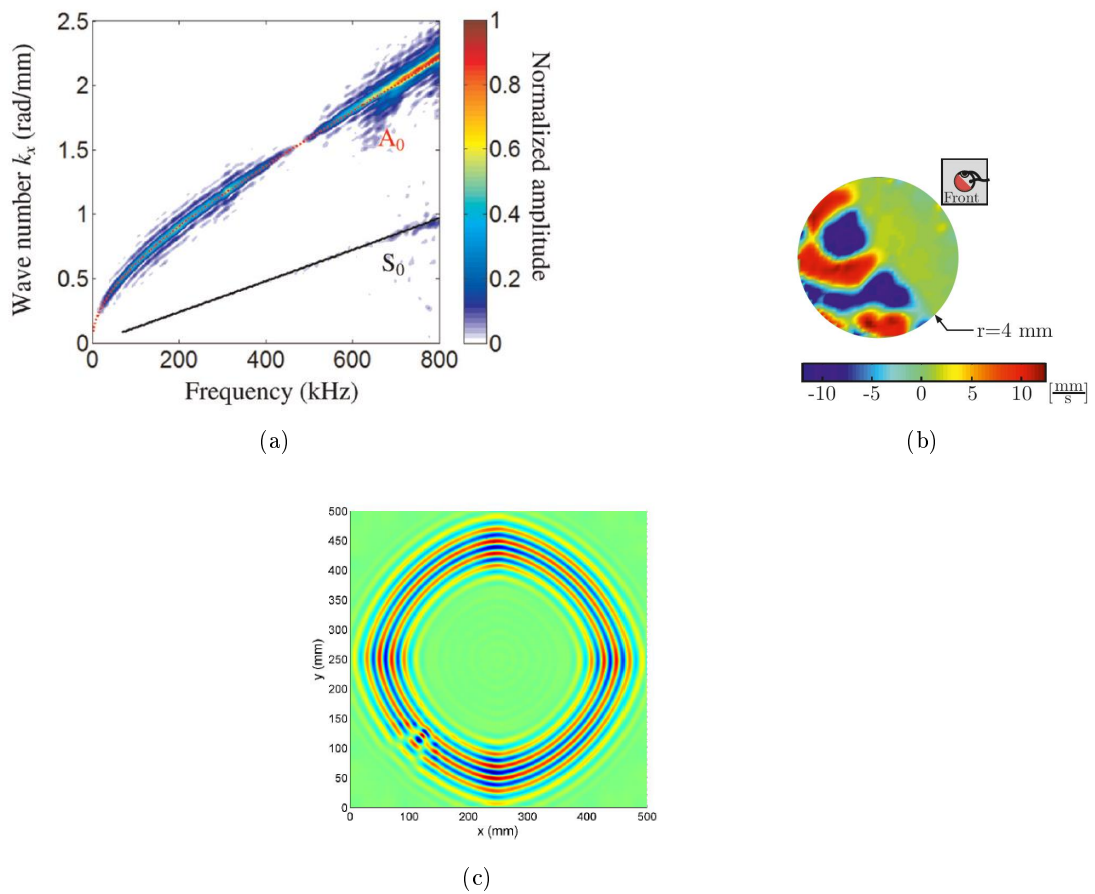 2.5
2
1.5
1
0.5
0
Wave number kₓ (rad/mm)
A₀
S₀
0 200 400 600 800
Frequency (kHz)
1
0.8
0.6
0.4
0.2
0
Normalized amplitude
(a)
Front
r=4 mm
-10 -5 0 5 10 [mm/s]
(b)
500
450
400
350
300
250
200
150
100
50
0
y (mm)
0 100 200 300 400 500
x (mm)
(c)